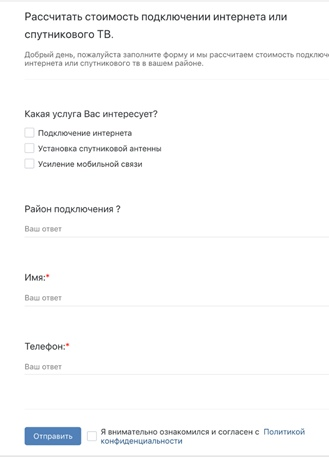 Рассчитать стоимость подключении интернета или
спутникового ТВ.
Добрый день, пожалуйста заполните форму и мы рассчитаем стоимость
интернета или спутникового тв в вашем районе.
Какая услуга Вас интересует?
Подключение интернета
Установка спутниковой антенны
Усиление мобильной связи
Район подключения ?
Ваш ответ
Имя:*
Ваш ответ
Телефон:*
Ваш ответ
Отправить
Я внимательно ознакомился и согласен с Политикой
конфиденциальности